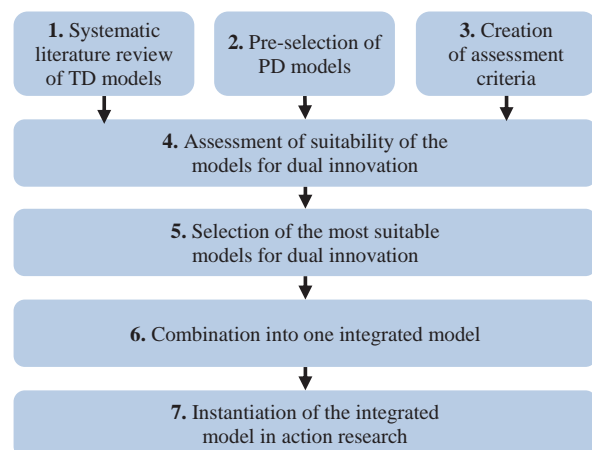 1. Systematic
literature review
of TD models
2. Pre-selection of
PD models
3. Creation
of assessment
criteria
4. Assessment of suitability of the
models for dual innovation
5. Selection of the most suitable
models for dual innovation
6. Combination into one integrated model
7. Instantiation of the integrated
model in action research